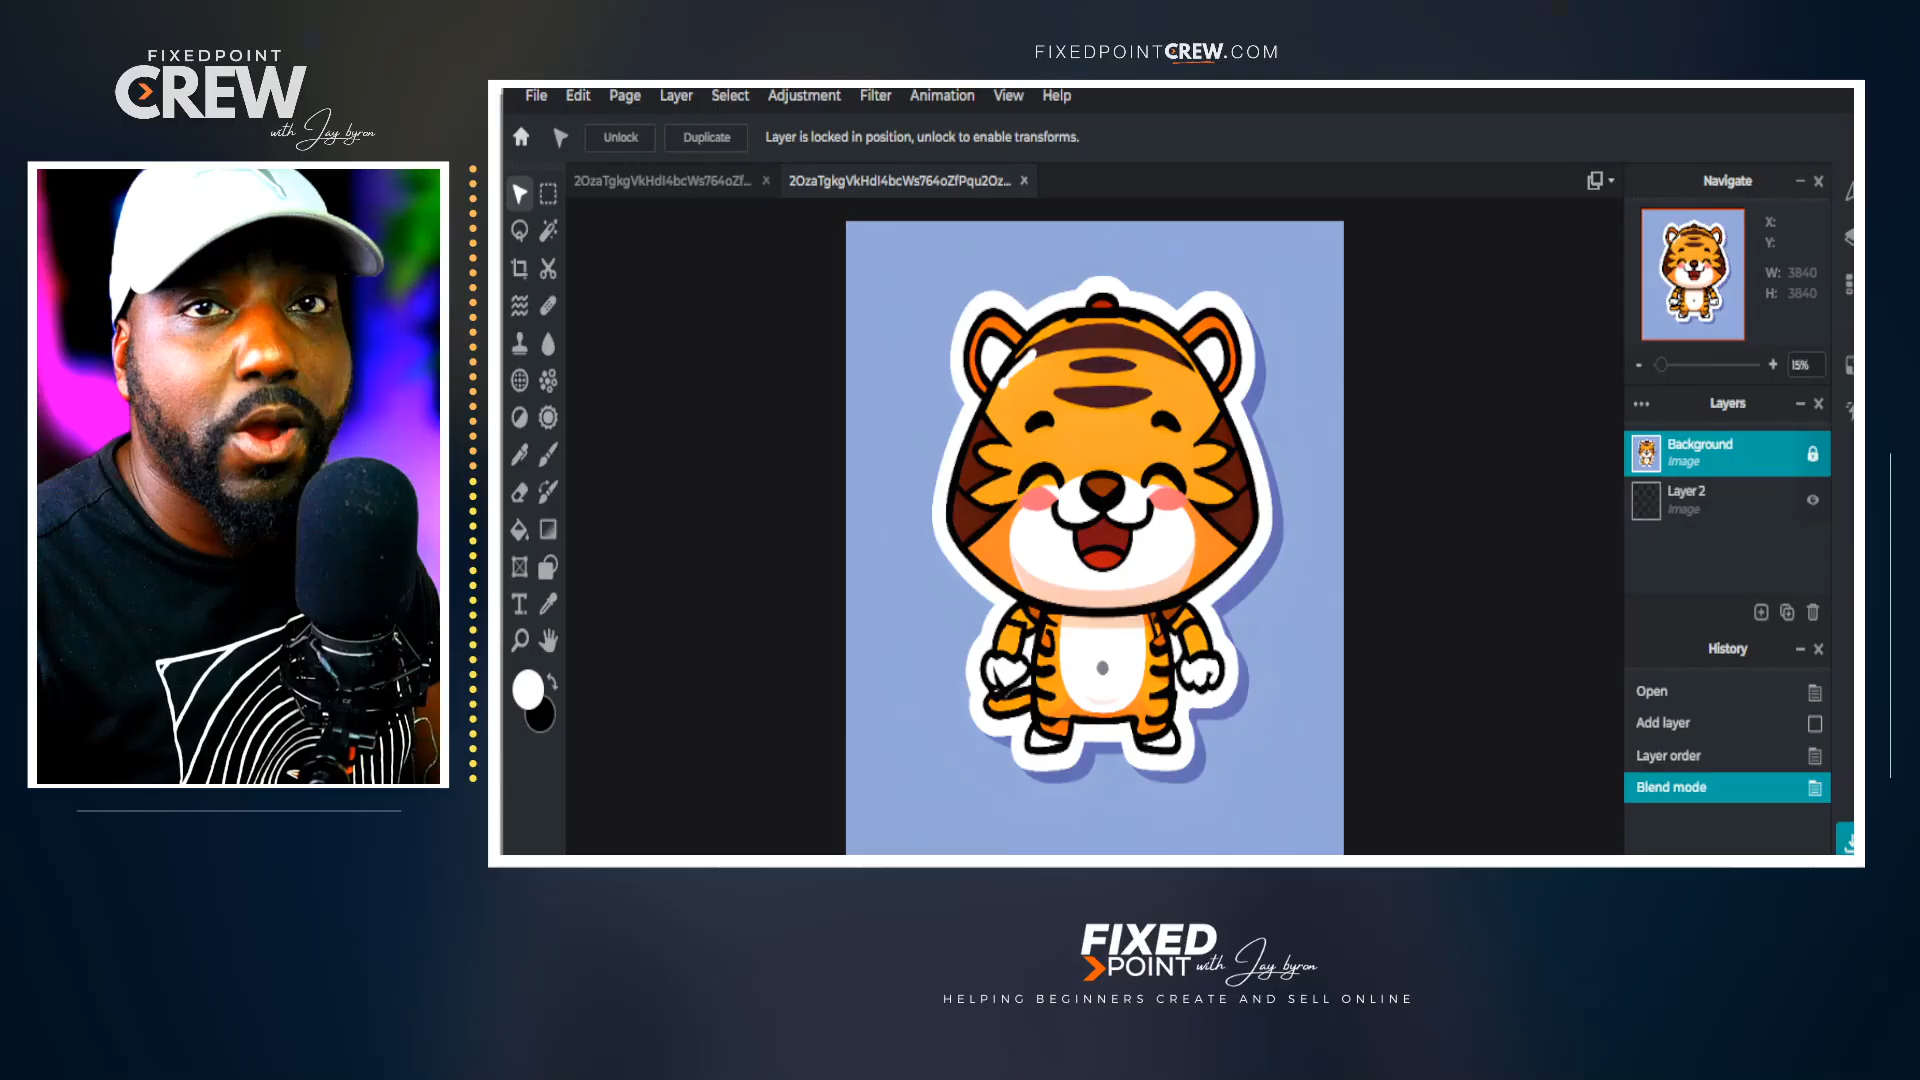 FIXEDPOINT
CREW
with Jay byron
FIXEDPOINTCREW.COM
File Edit Page Layer Select Adjustment Filter Animation View Help
Unlock Duplicate Layer is locked in position, unlock to enable transforms.
2OzaTgkgVkHdI4bcWs764oZf... × 2OzaTgkgVkHdI4bcWs764oZfPqu2Oz... ×
Navigate
X:
Y:
W: 3840
H: 3840
- + 15%
Layers
Background
Image
Layer 2
Image
History
Open
Add layer
Layer order
Blend mode
FIXED
POINT with Jay byron
HELPING BEGINNERS CREATE AND SELL ONLINE